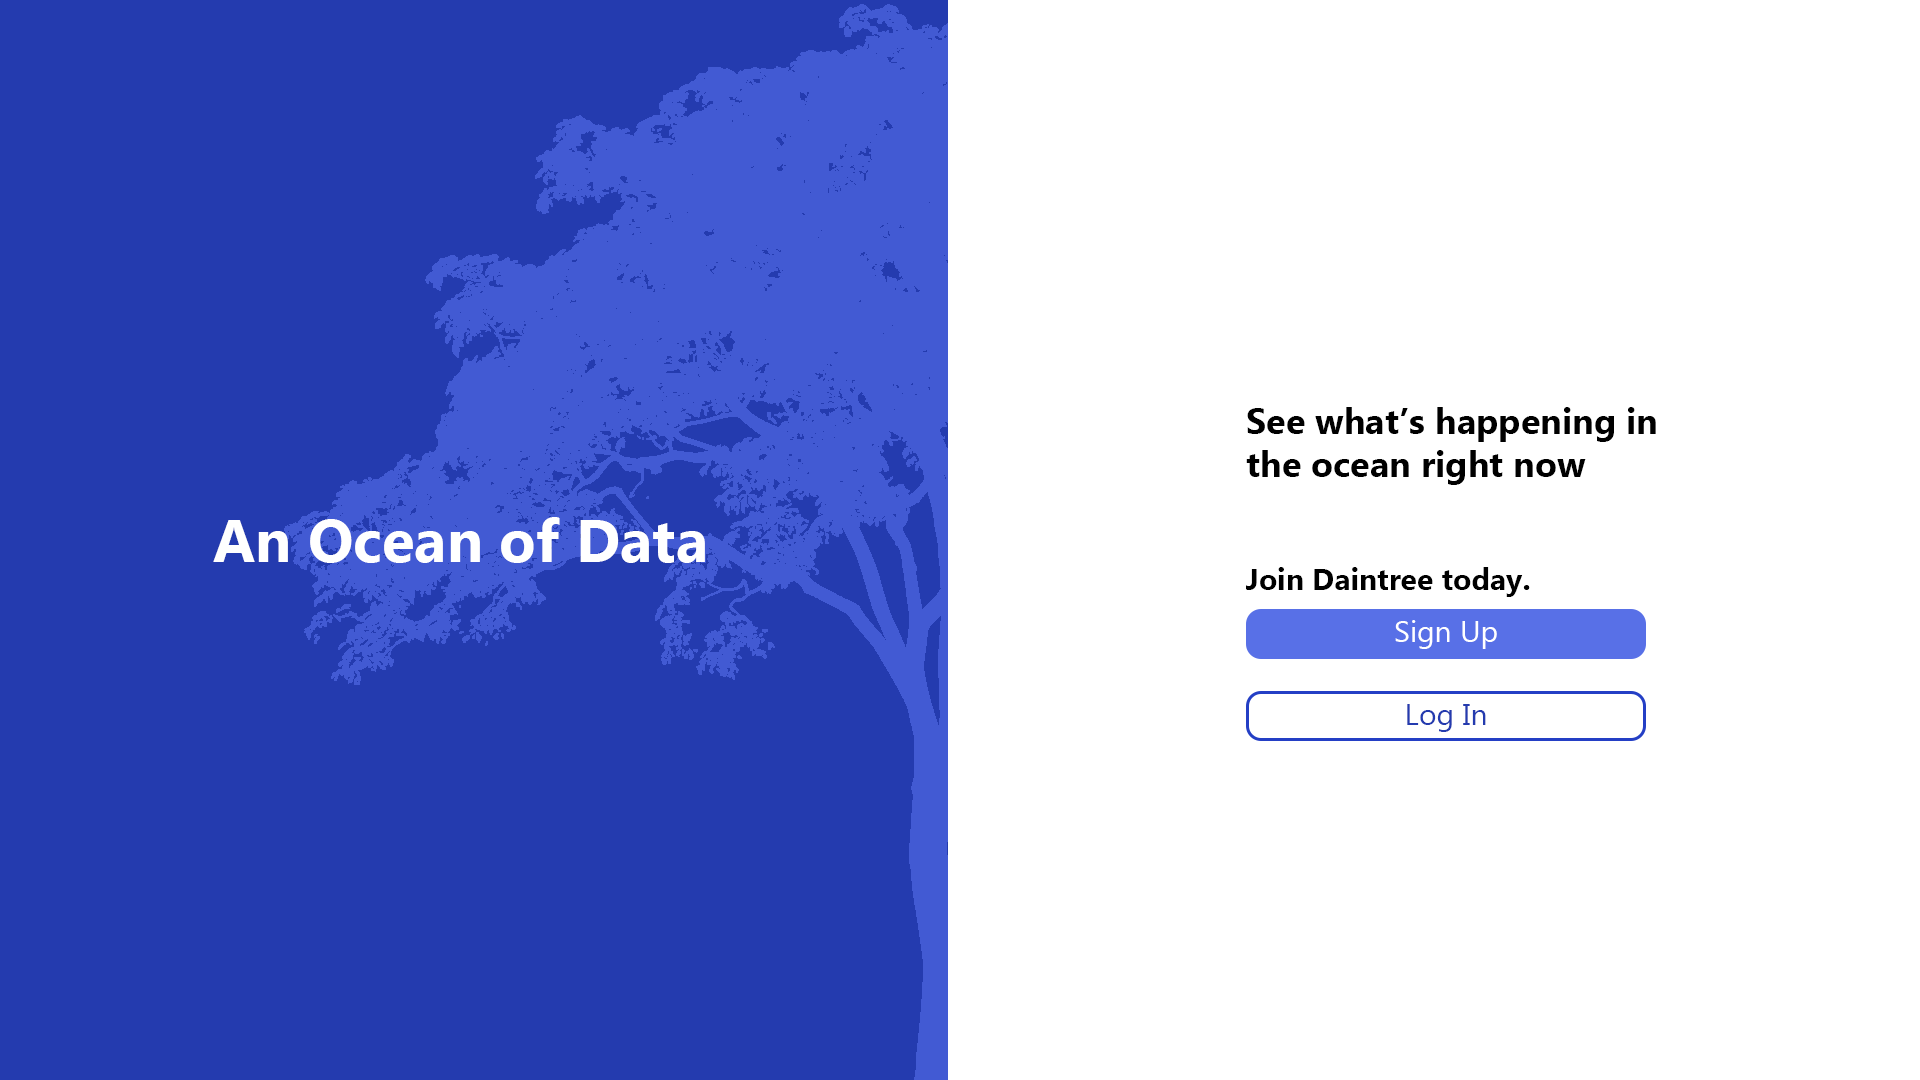 An Ocean of Data
See what’s happening in
the ocean right now
Join Daintree today.
Sign Up
Log In